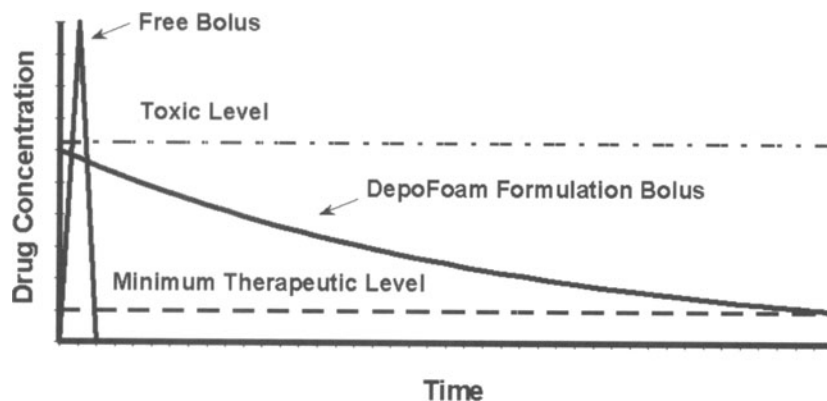 Free Bolus
Toxic Level
DepoFoam Formulation Bolus
Minimum Therapeutic Level
Drug Concentration
Time